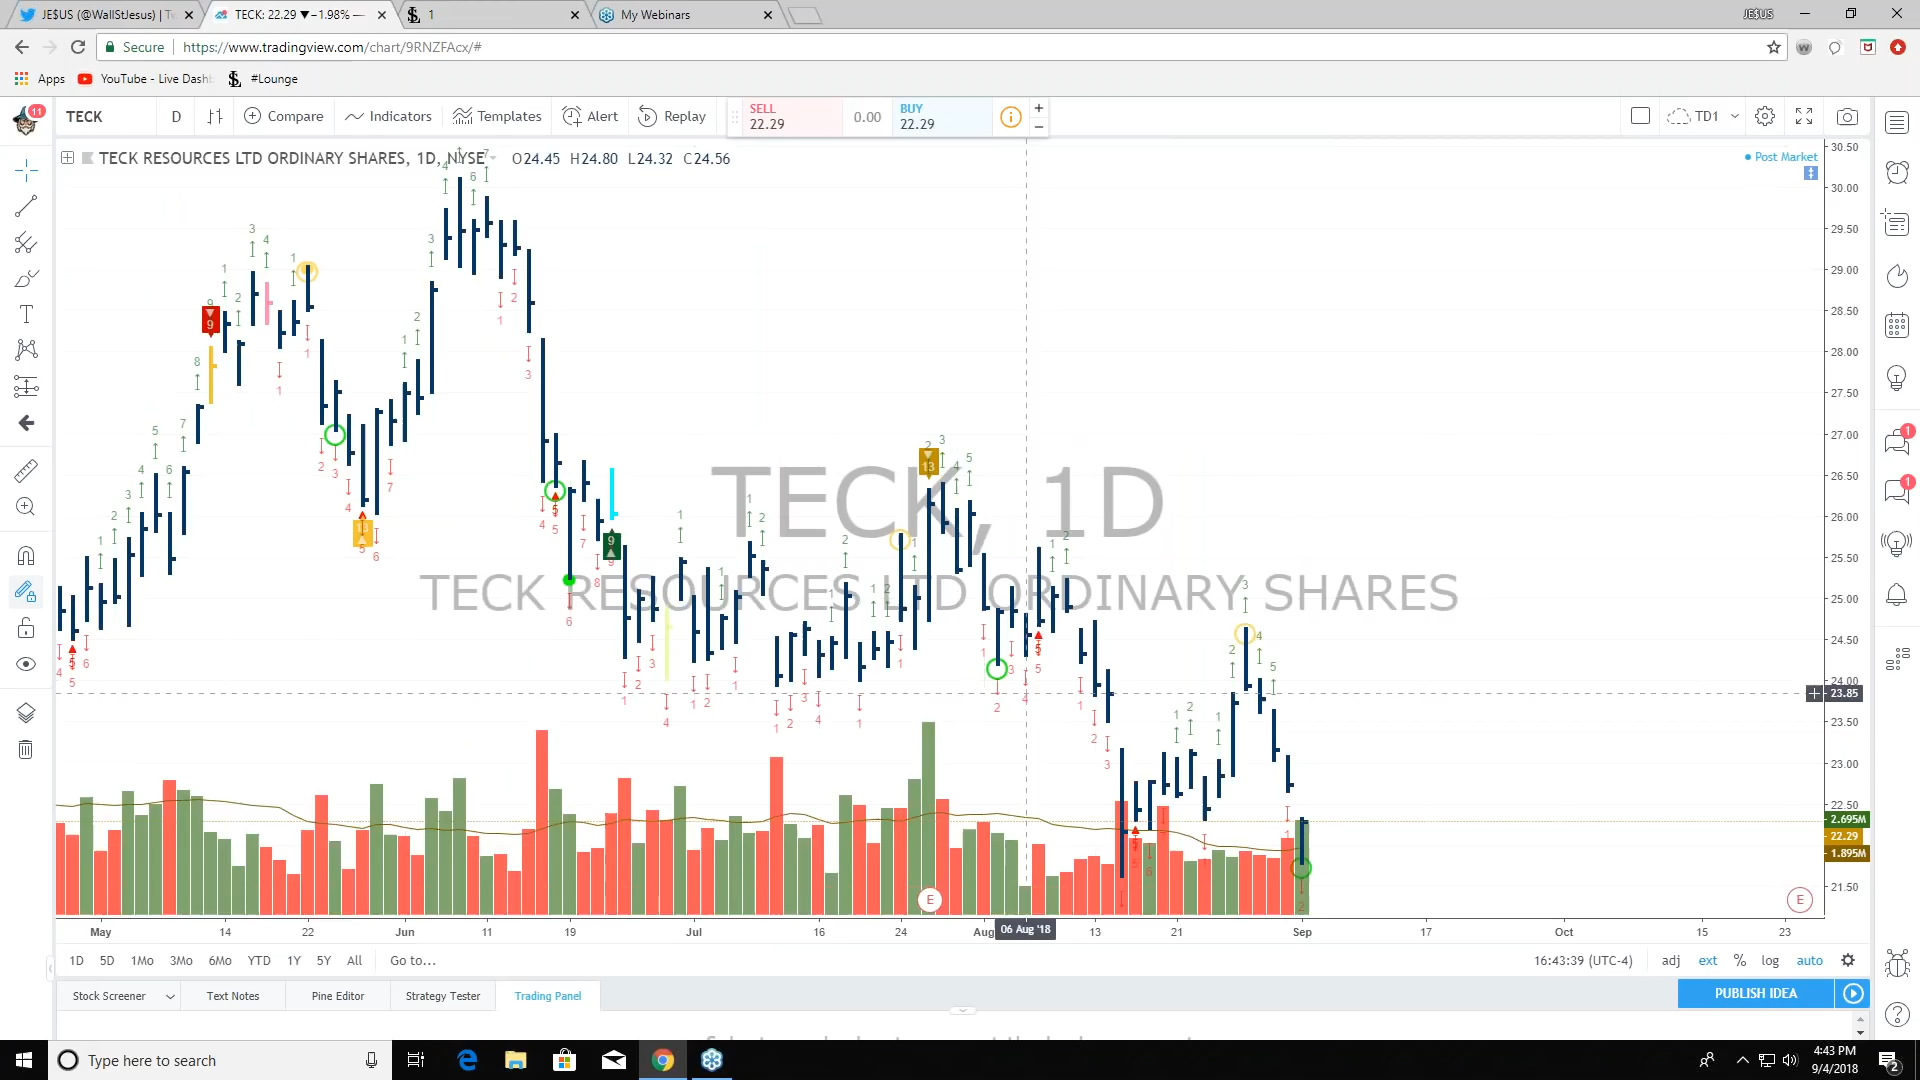 JE$US (@WallStJesus) | Tw
TECK: 22.29 ▼ −1.98% —
1
My Webinars
JE$US
Secure
https://www.tradingview.com/chart/9RNZFAcx/#
Apps
YouTube - Live Dash
#Lounge
11
TECK
D
Compare
Indicators
Templates
Alert
Replay
SELL
22.29
0.00
BUY
22.29
TD1
TECK RESOURCES LTD ORDINARY SHARES, 1D, NYSE
O24.45 H24.80 L24.32 C24.56
Post Market
TECK, 1D
TECK RESOURCES LTD ORDINARY SHARES
30.50
30.00
29.50
29.00
28.50
28.00
27.50
27.00
26.50
26.00
25.50
25.00
24.50
24.00
23.85
23.50
23.00
22.50
2.695M
22.29
1.895M
21.50
E
E
May
14
22
Jun
11
19
Jul
16
24
Aug
06 Aug '18
13
21
Sep
17
Oct
15
23
1D
5D
1Mo
3Mo
6Mo
YTD
1Y
5Y
All
Go to...
16:43:39 (UTC-4)
adj
ext
%
log
auto
Stock Screener
Text Notes
Pine Editor
Strategy Tester
Trading Panel
PUBLISH IDEA
Type here to search
4:43 PM
9/4/2018
2